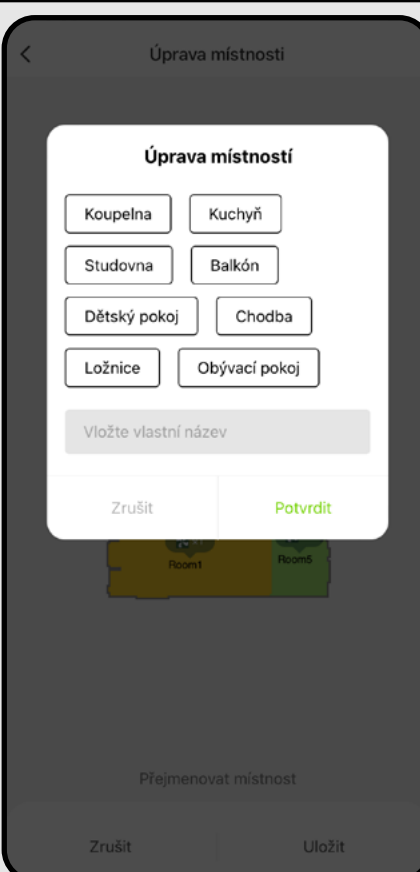 Úprava místnosti
Úprava místností
Koupelna Kuchyň
Studovna Balkón
Dětský pokoj Chodba
Ložnice Obývací pokoj
Vložte vlastní název
Zrušit Potvrdit
Room1 Room5
Přejmenovat místnost
Zrušit Uložit